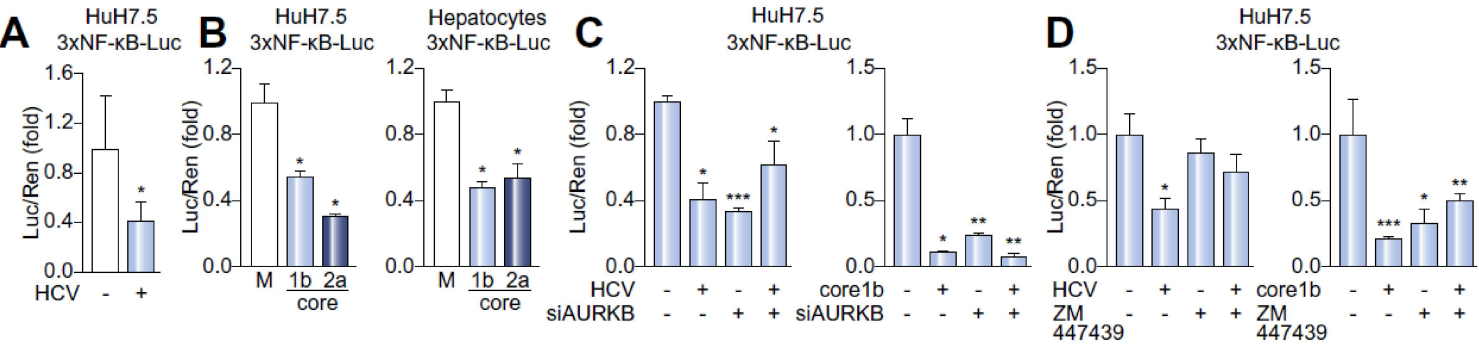 A
HuH7.5
3xNF-κB-Luc
Luc/Ren (fold)
1.6
1.2
0.8
0.4
0.0
*
HCV - +
B
HuH7.5
3xNF-κB-Luc
Luc/Ren (fold)
1.2
0.8
0.4
0.0
*
*
M 1b 2a
core
Hepatocytes
3xNF-κB-Luc
1.2
0.8
0.4
0.0
*
*
M 1b 2a
core
C
HuH7.5
3xNF-κB-Luc
Luc/Ren (fold)
1.2
0.8
0.4
0.0
*
***
*
HCV - + - +
siAURKB - - + +
1.5
1.0
0.5
0.0
*
**
**
core1b - + - +
siAURKB - - + +
D
HuH7.5
3xNF-κB-Luc
Luc/Ren (fold)
1.5
1.0
0.5
0.0
*
HCV - + - +
ZM - - + +
447439
1.5
1.0
0.5
0.0
***
*
**
core1b - + - +
ZM - - + +
447439